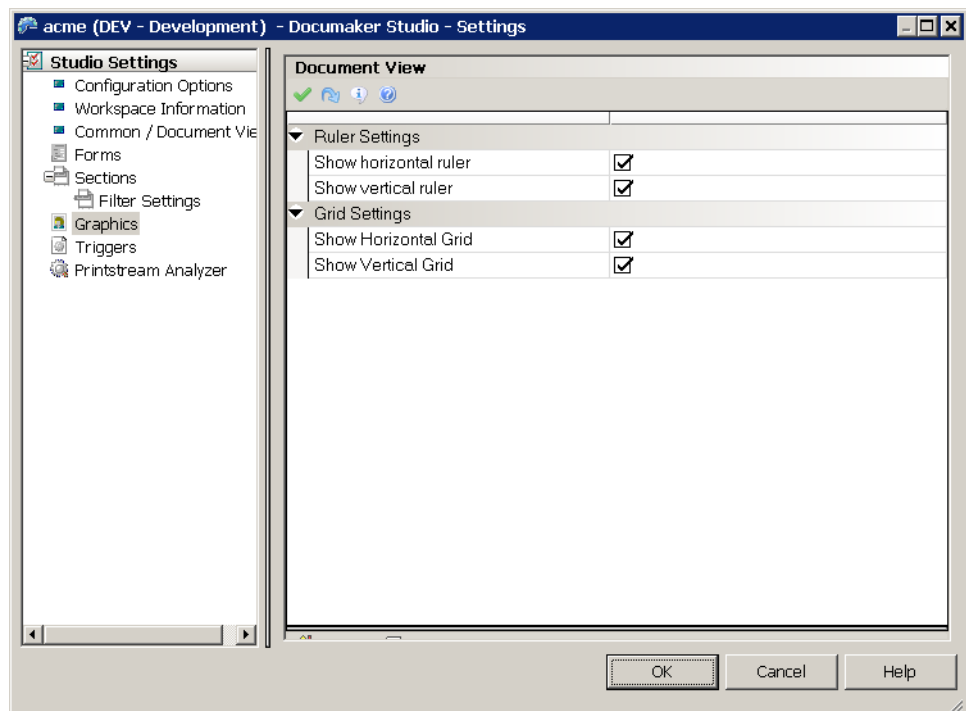 acme (DEV - Development) - Documaker Studio - Settings
Studio Settings
Configuration Options
Workspace Information
Common / Document Vie
Forms
Sections
Filter Settings
Graphics
Triggers
Printstream Analyzer
Document View
Ruler Settings
Show horizontal ruler
Show vertical ruler
Grid Settings
Show Horizontal Grid
Show Vertical Grid
OK
Cancel
Help